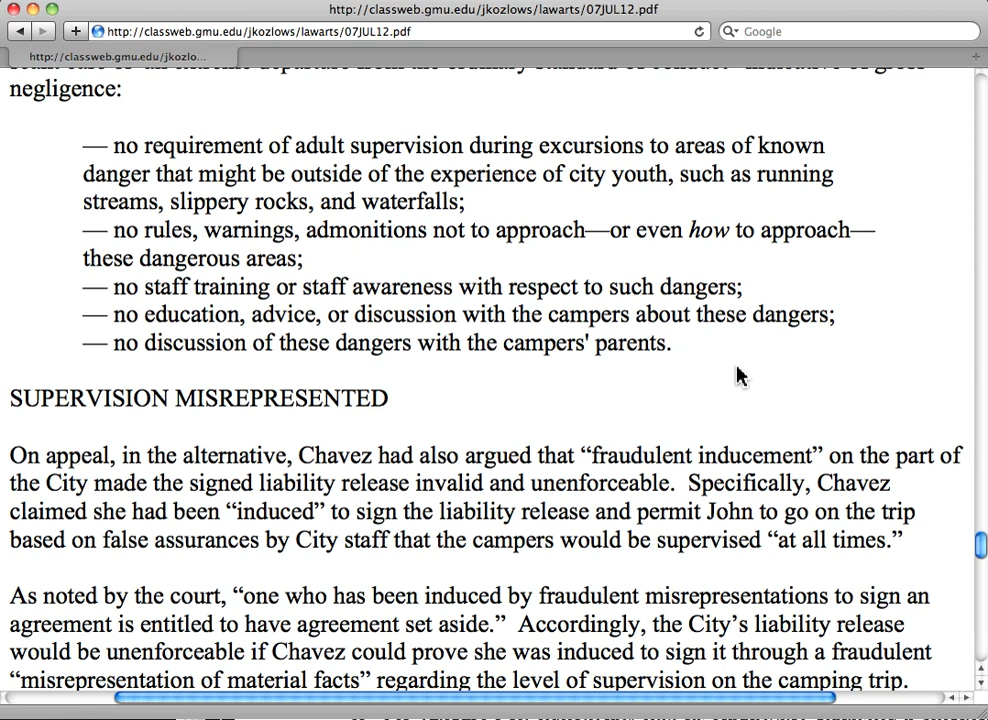 http://classweb.gmu.edu/jkozlows/lawarts/07JUL12.pdf
http://classweb.gmu.edu/jkozlows/lawarts/07JUL12.pdf
Google
http://classweb.gmu.edu/jkozlo...
departure from the ordinary standard of conduct
negligence:
— no requirement of adult supervision during excursions to areas of known
danger that might be outside of the experience of city youth, such as running
streams, slippery rocks, and waterfalls;
— no rules, warnings, admonitions not to approach—or even how to approach—
these dangerous areas;
— no staff training or staff awareness with respect to such dangers;
— no education, advice, or discussion with the campers about these dangers;
— no discussion of these dangers with the campers' parents.
SUPERVISION MISREPRESENTED
On appeal, in the alternative, Chavez had also argued that “fraudulent inducement” on the part of
the City made the signed liability release invalid and unenforceable.  Specifically, Chavez
claimed she had been “induced” to sign the liability release and permit John to go on the trip
based on false assurances by City staff that the campers would be supervised “at all times.”
As noted by the court, “one who has been induced by fraudulent misrepresentations to sign an
agreement is entitled to have agreement set aside.”  Accordingly, the City’s liability release
would be unenforceable if Chavez could prove she was induced to sign it through a fraudulent
“misrepresentation of material facts” regarding the level of supervision on the camping trip.